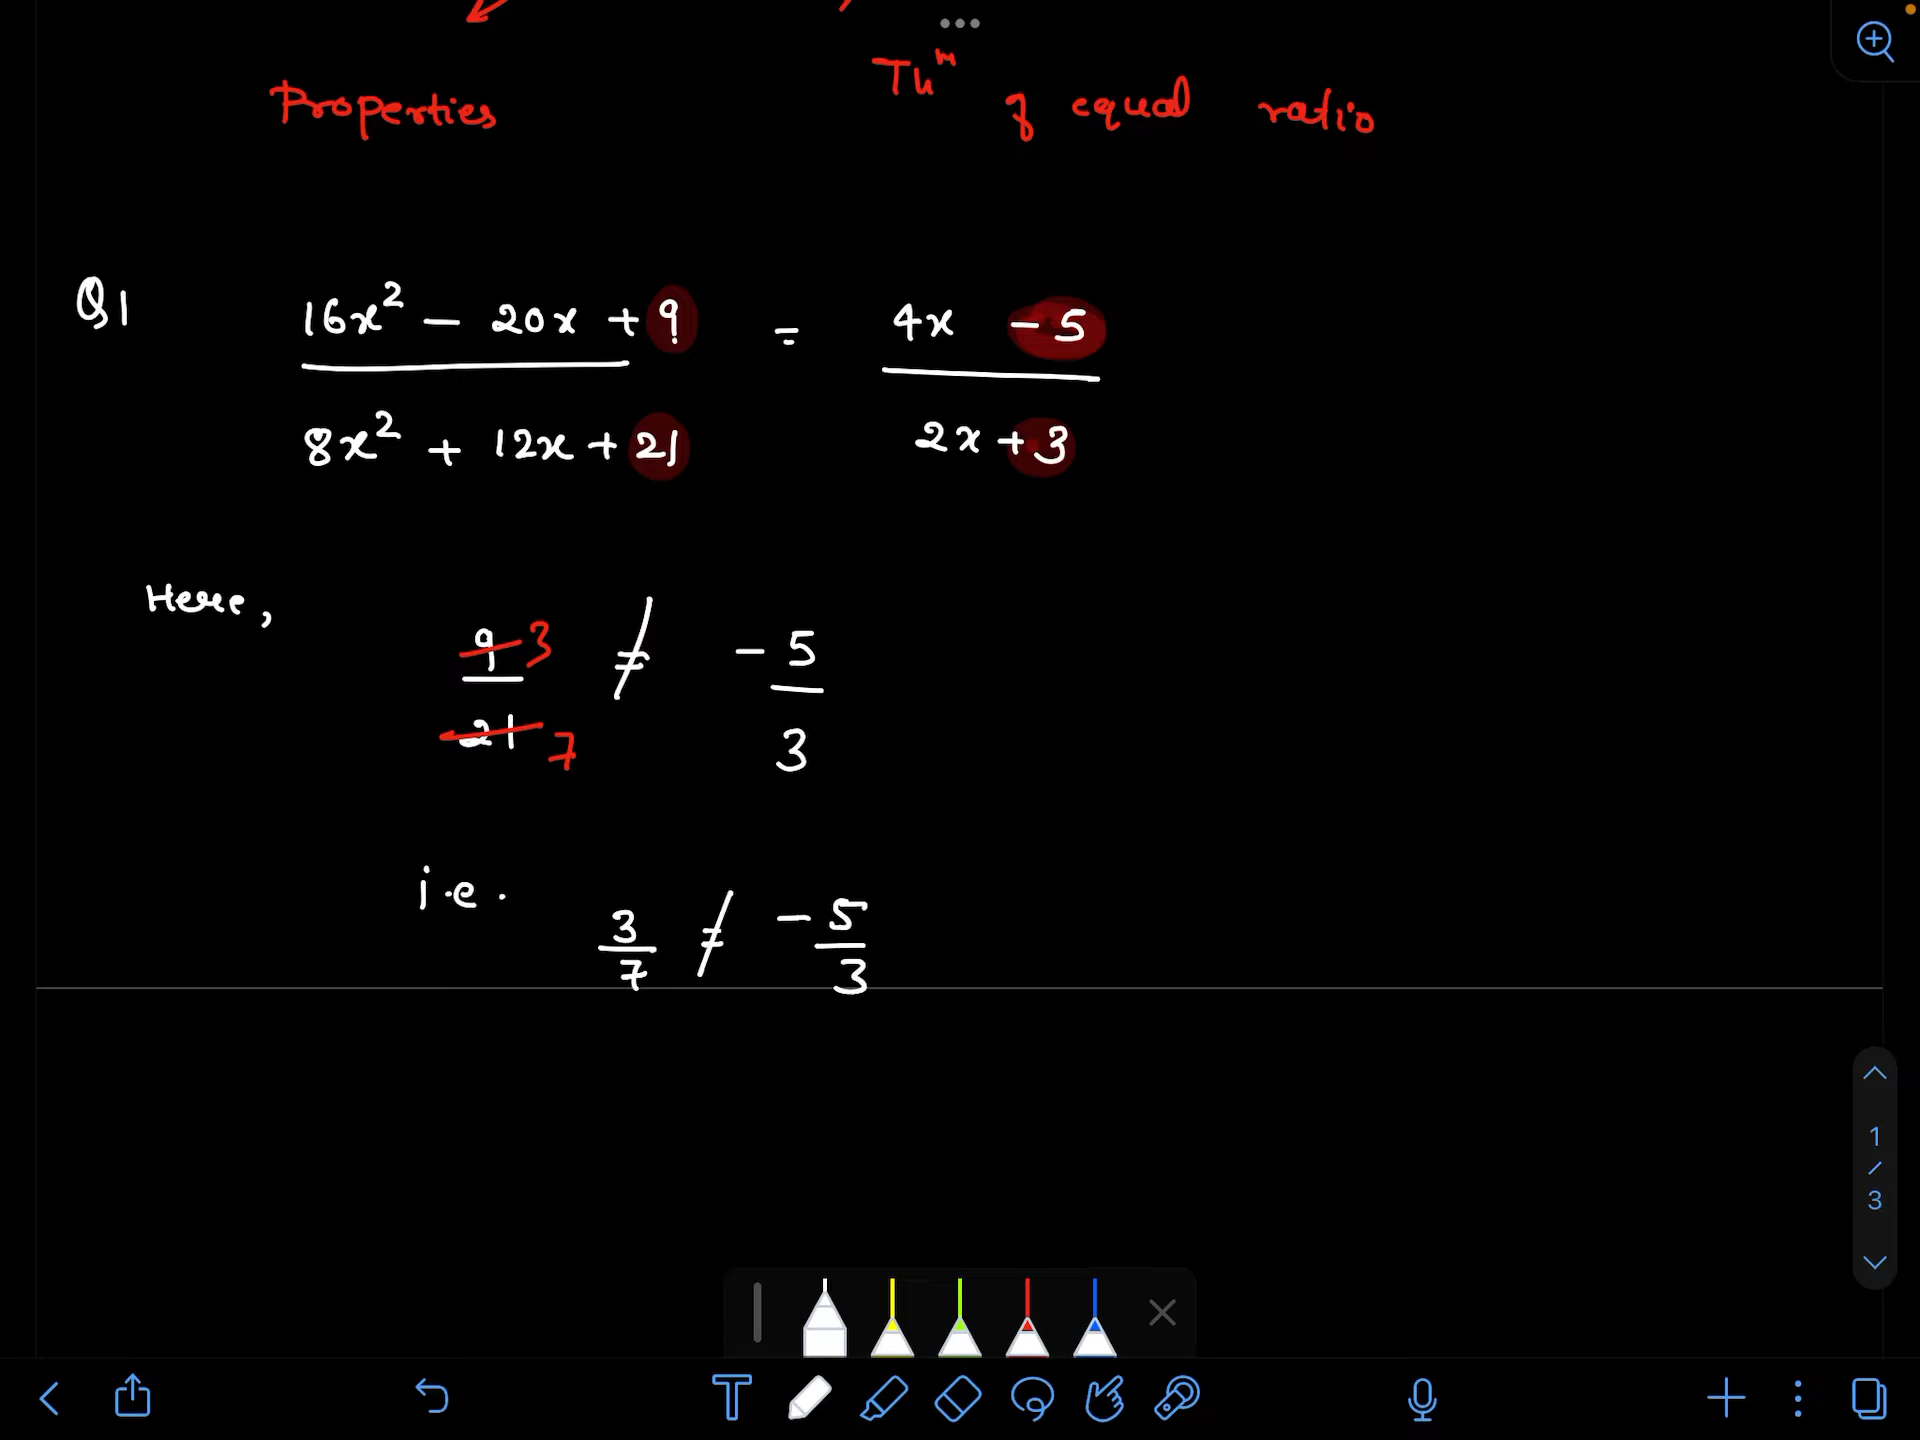 Properties
Thᵐ of equal ratio
Q1
16x² - 20x + 9 = 4x - 5
8x² + 12x + 21 2x + 3
Here,
9 3 ≠ - 5
21 7 3
i.e.
3 ≠ - 5
7 3
1
/
3
T